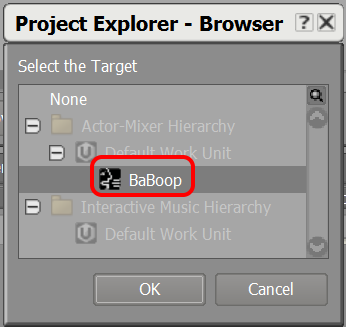 Project Explorer - Browser ? X
Select the Target
None
Actor-Mixer Hierarchy
Default Work Unit
BaBoop
Interactive Music Hierarchy
Default Work Unit
OK Cancel